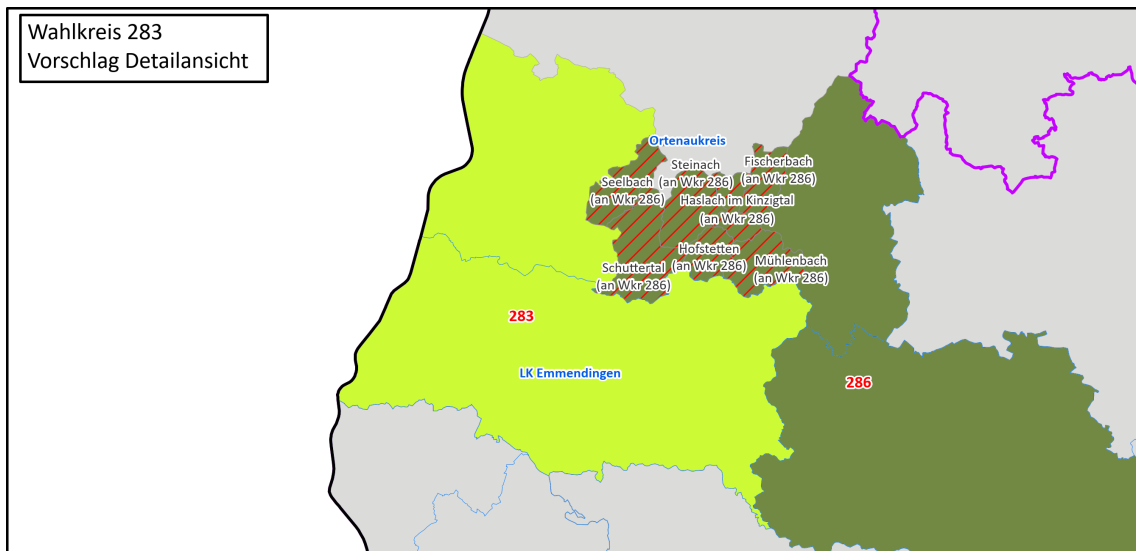 Wahlkreis 283
Vorschlag Detailansicht
Ortenaukreis
Steinach
(an Wkr 286)
Fischerbach
(an Wkr 286)
Seelbach
(an Wkr 286)
Haslach im Kinzigtal
(an Wkr 286)
Hofstetten
(an Wkr 286)
Mühlenbach
(an Wkr 286)
Schuttertal
(an Wkr 286)
283
LK Emmendingen
286